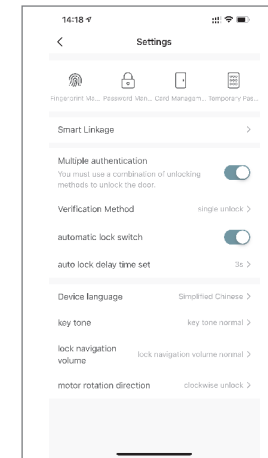 14:18
Settings
Fingerprint Ma... Password Man... Card Managem... Temporary Pas...
Smart Linkage
Multiple authentication
You must use a combination of unlocking
methods to unlock the door.
Verification Method single unlock >
automatic lock switch
auto lock delay time set 3s >
Device language Simplified Chinese >
key tone key tone normal >
lock navigation
volume lock navigation volume normal >
motor rotation direction clockwise unlock >